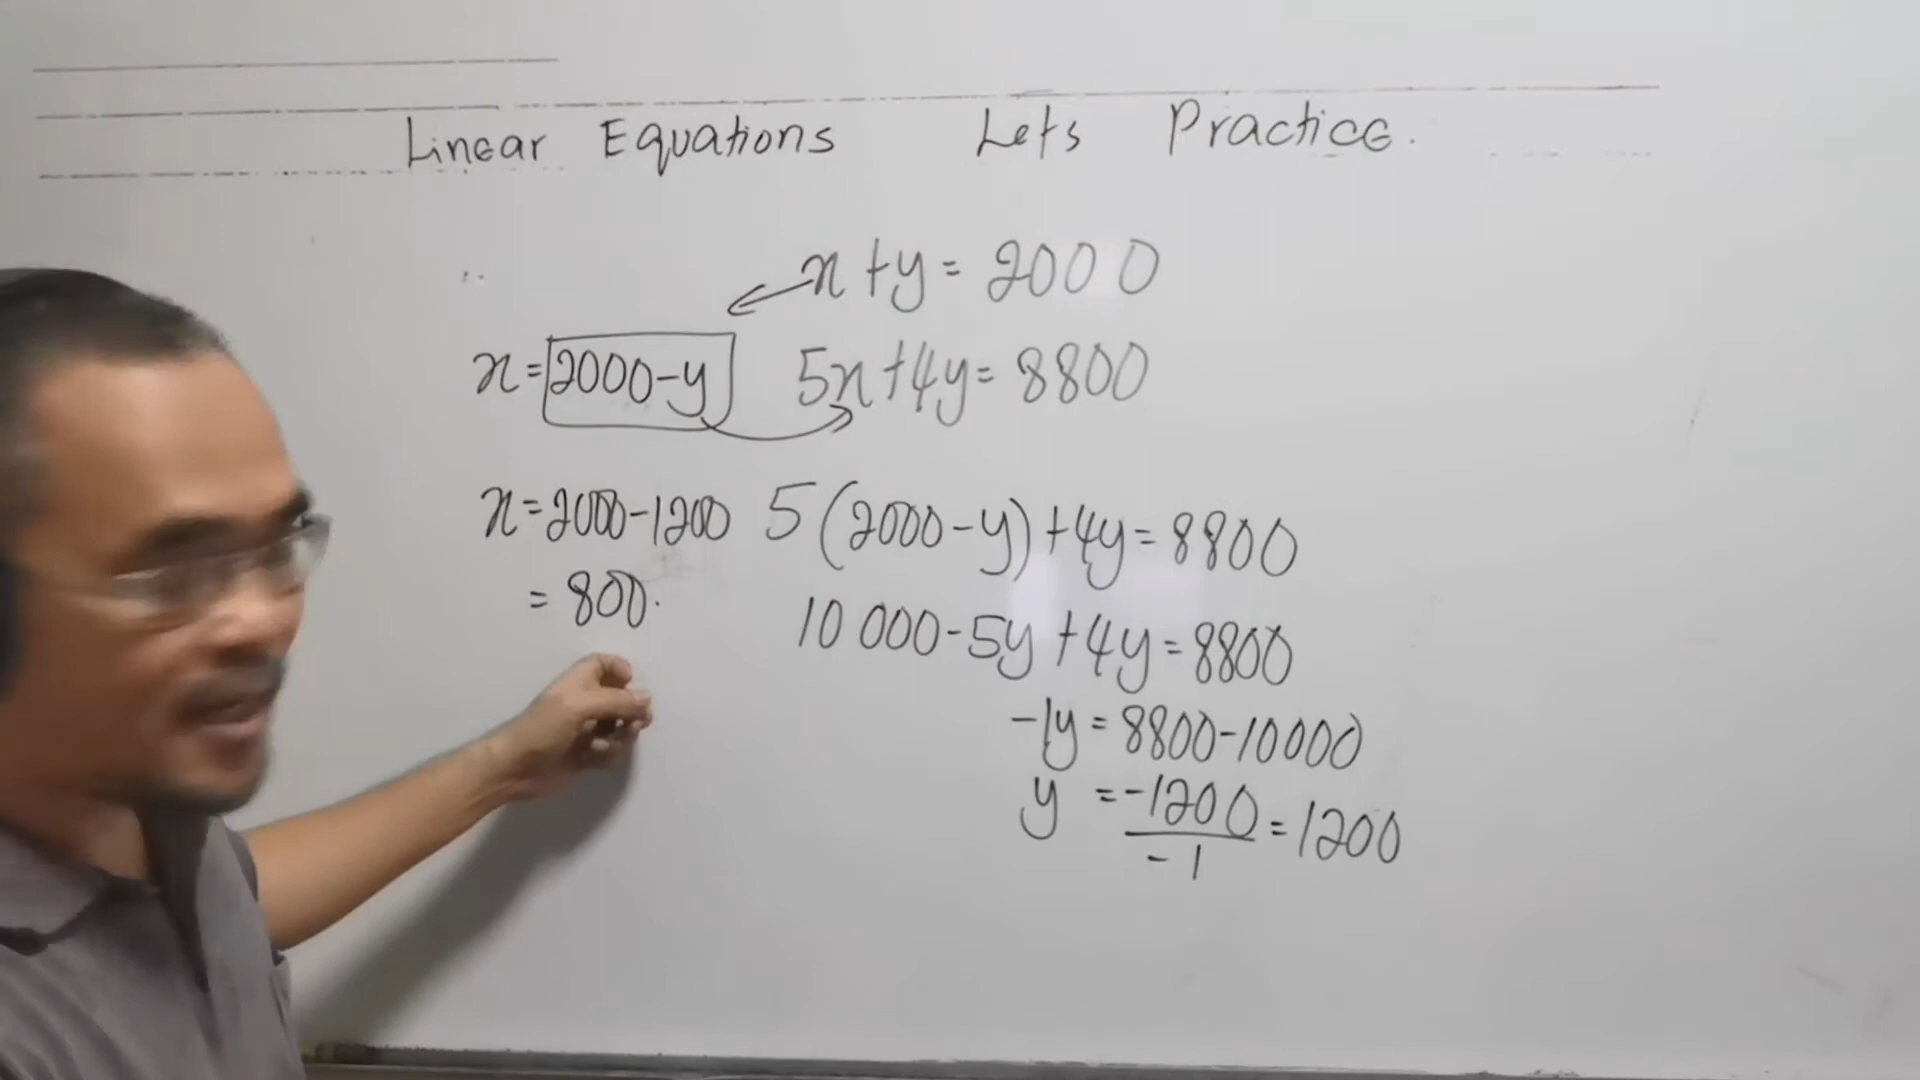 Linear Equations Lets Practice.
x+y= 2000
x= 2000-y 5x+4y= 8800
x=2000-1200 5(2000-y)+4y=8800
= 800. 10 000-5y+4y=8800
-1y=8800-10000
y = -1200/-1 =1200